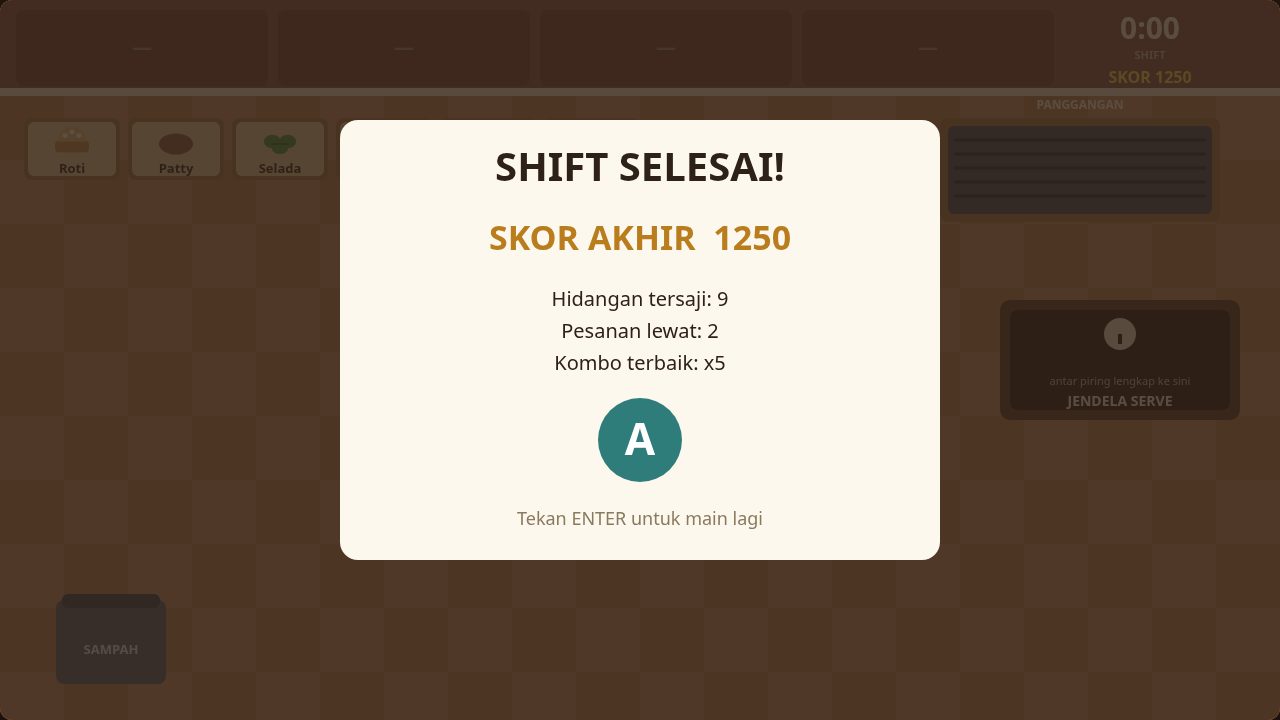 —
—
—
—
0:00
SHIFT
SKOR 1250
PANGGANGAN
Roti
Patty
Selada
SHIFT SELESAI!
SKOR AKHIR 1250
Hidangan tersaji: 9
Pesanan lewat: 2
Kombo terbaik: x5
A
Tekan ENTER untuk main lagi
antar piring lengkap ke sini
JENDELA SERVE
SAMPAH